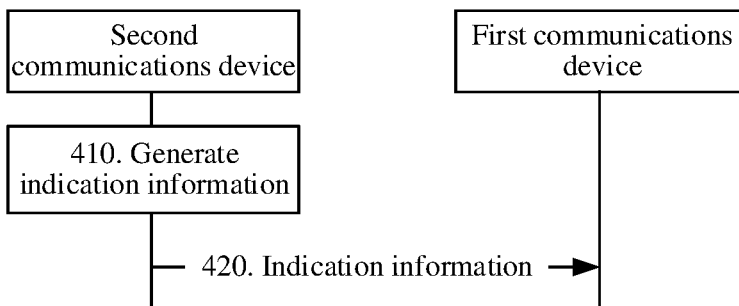 Second
communications device
First communications
device
410. Generate
indication information
420. Indication information